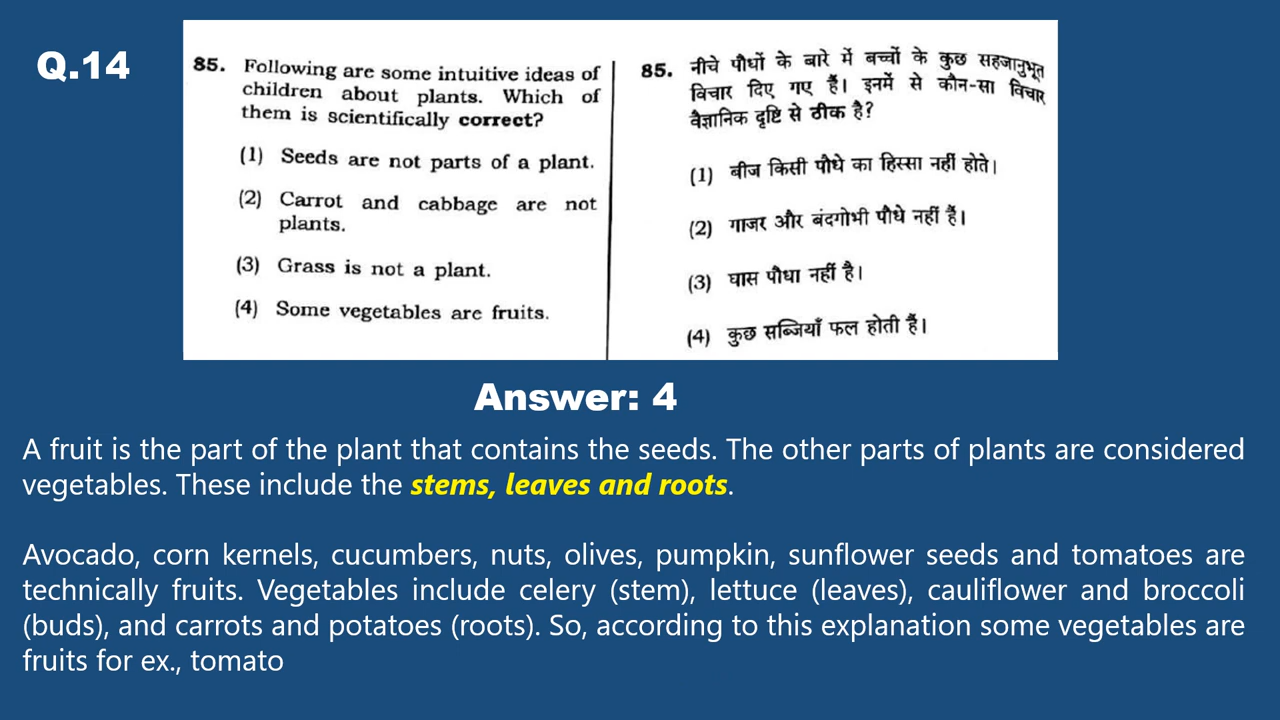 Q.14
85. Following are some intuitive ideas of
children about plants. Which of
them is scientifically correct?
(1) Seeds are not parts of a plant.
(2) Carrot and cabbage are not
plants.
(3) Grass is not a plant.
(4) Some vegetables are fruits.
85. नीचे पौधों के बारे में बच्चों के कुछ सहजानुभूत
विचार दिए गए हैं। इनमें से कौन-सा विचार
वैज्ञानिक दृष्टि से ठीक है?
(1) बीज किसी पौधे का हिस्सा नहीं होते।
(2) गाजर और बंदगोभी पौधे नहीं हैं।
(3) घास पौधा नहीं है।
(4) कुछ सब्जियाँ फल होती हैं।
Answer: 4
A fruit is the part of the plant that contains the seeds. The other parts of plants are considered
vegetables. These include the stems, leaves and roots.
Avocado, corn kernels, cucumbers, nuts, olives, pumpkin, sunflower seeds and tomatoes are
technically fruits. Vegetables include celery (stem), lettuce (leaves), cauliflower and broccoli
(buds), and carrots and potatoes (roots). So, according to this explanation some vegetables are
fruits for ex., tomato